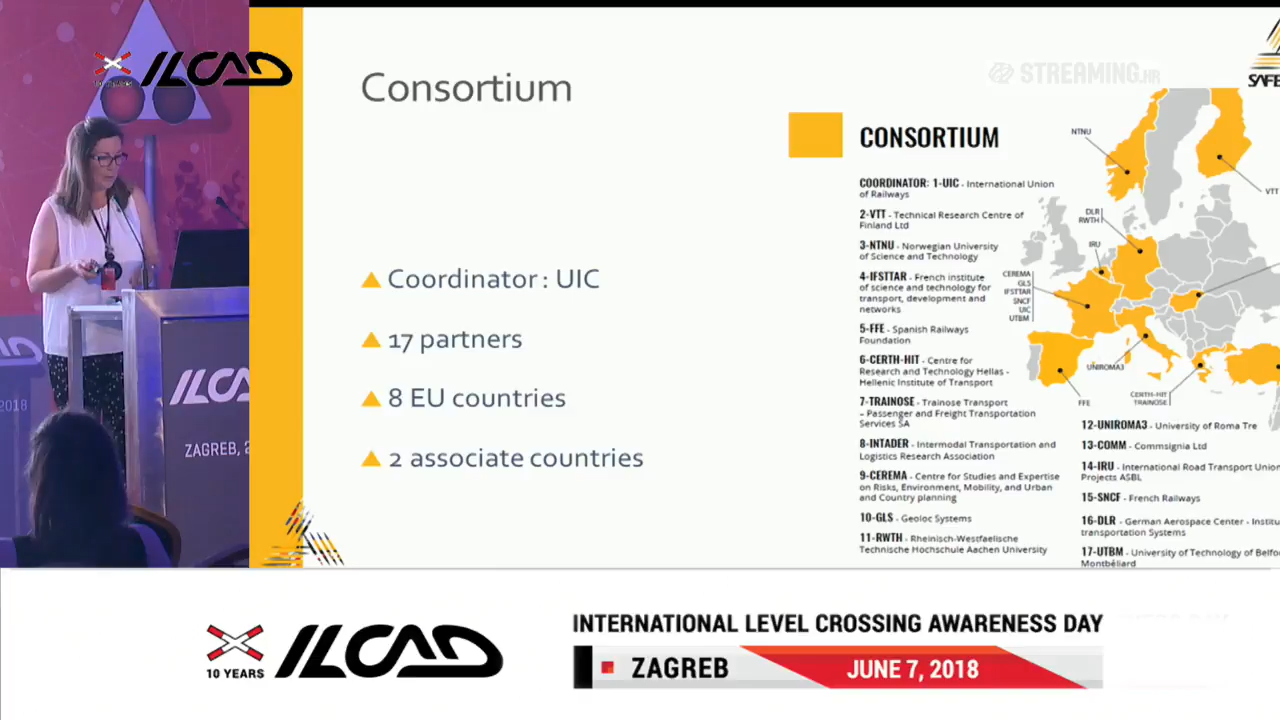 ILCAD
10 YEARS
Consortium
STREAMING.HR
SAFE
CONSORTIUM
COORDINATOR: 1-UIC - International Union
of Railways
2-VTT - Technical Research Centre of
Finland Ltd
3-NTNU - Norwegian University
of Science and Technology
4-IFSTTAR - French institute
of science and technology for
transport, development and
networks
5-FFE - Spanish Railways
Foundation
6-CERTH-HIT - Centre for
Research and Technology Hellas -
Hellenic Institute of Transport
7-TRAINOSE - Trainose Transport
– Passenger and Freight Transportation
Services SA
8-INTADER - Intermodal Transportation and
Logistics Research Association
9-CEREMA - Centre for Studies and Expertise
on Risks, Environment, Mobility, and Urban
and Country planning
10-GLS - Geoloc Systems
11-RWTH - Rheinisch-Westfaelische
Technische Hochschule Aachen University
NTNU
VTT
DLR
RWTH
IRU
CEREMA
GLS
IFSTTAR
SNCF
UIC
UTBM
UNIROMA3
FFE
CERTH-HIT
TRAINOSE
12-UNIROMA3 - University of Roma Tre
13-COMM - Commsignia Ltd
14-IRU - International Road Transport Union
Projects ASBL
15-SNCF - French Railways
16-DLR - German Aerospace Center - Institu
transportation Systems
17-UTBM - University of Technology of Belfo
Montbéliard
Coordinator : UIC
17 partners
8 EU countries
2 associate countries
ILCAD
ZAGREB, 2
2018
10 YEARS
ILCAD
INTERNATIONAL LEVEL CROSSING AWARENESS DAY
ZAGREB
JUNE 7, 2018